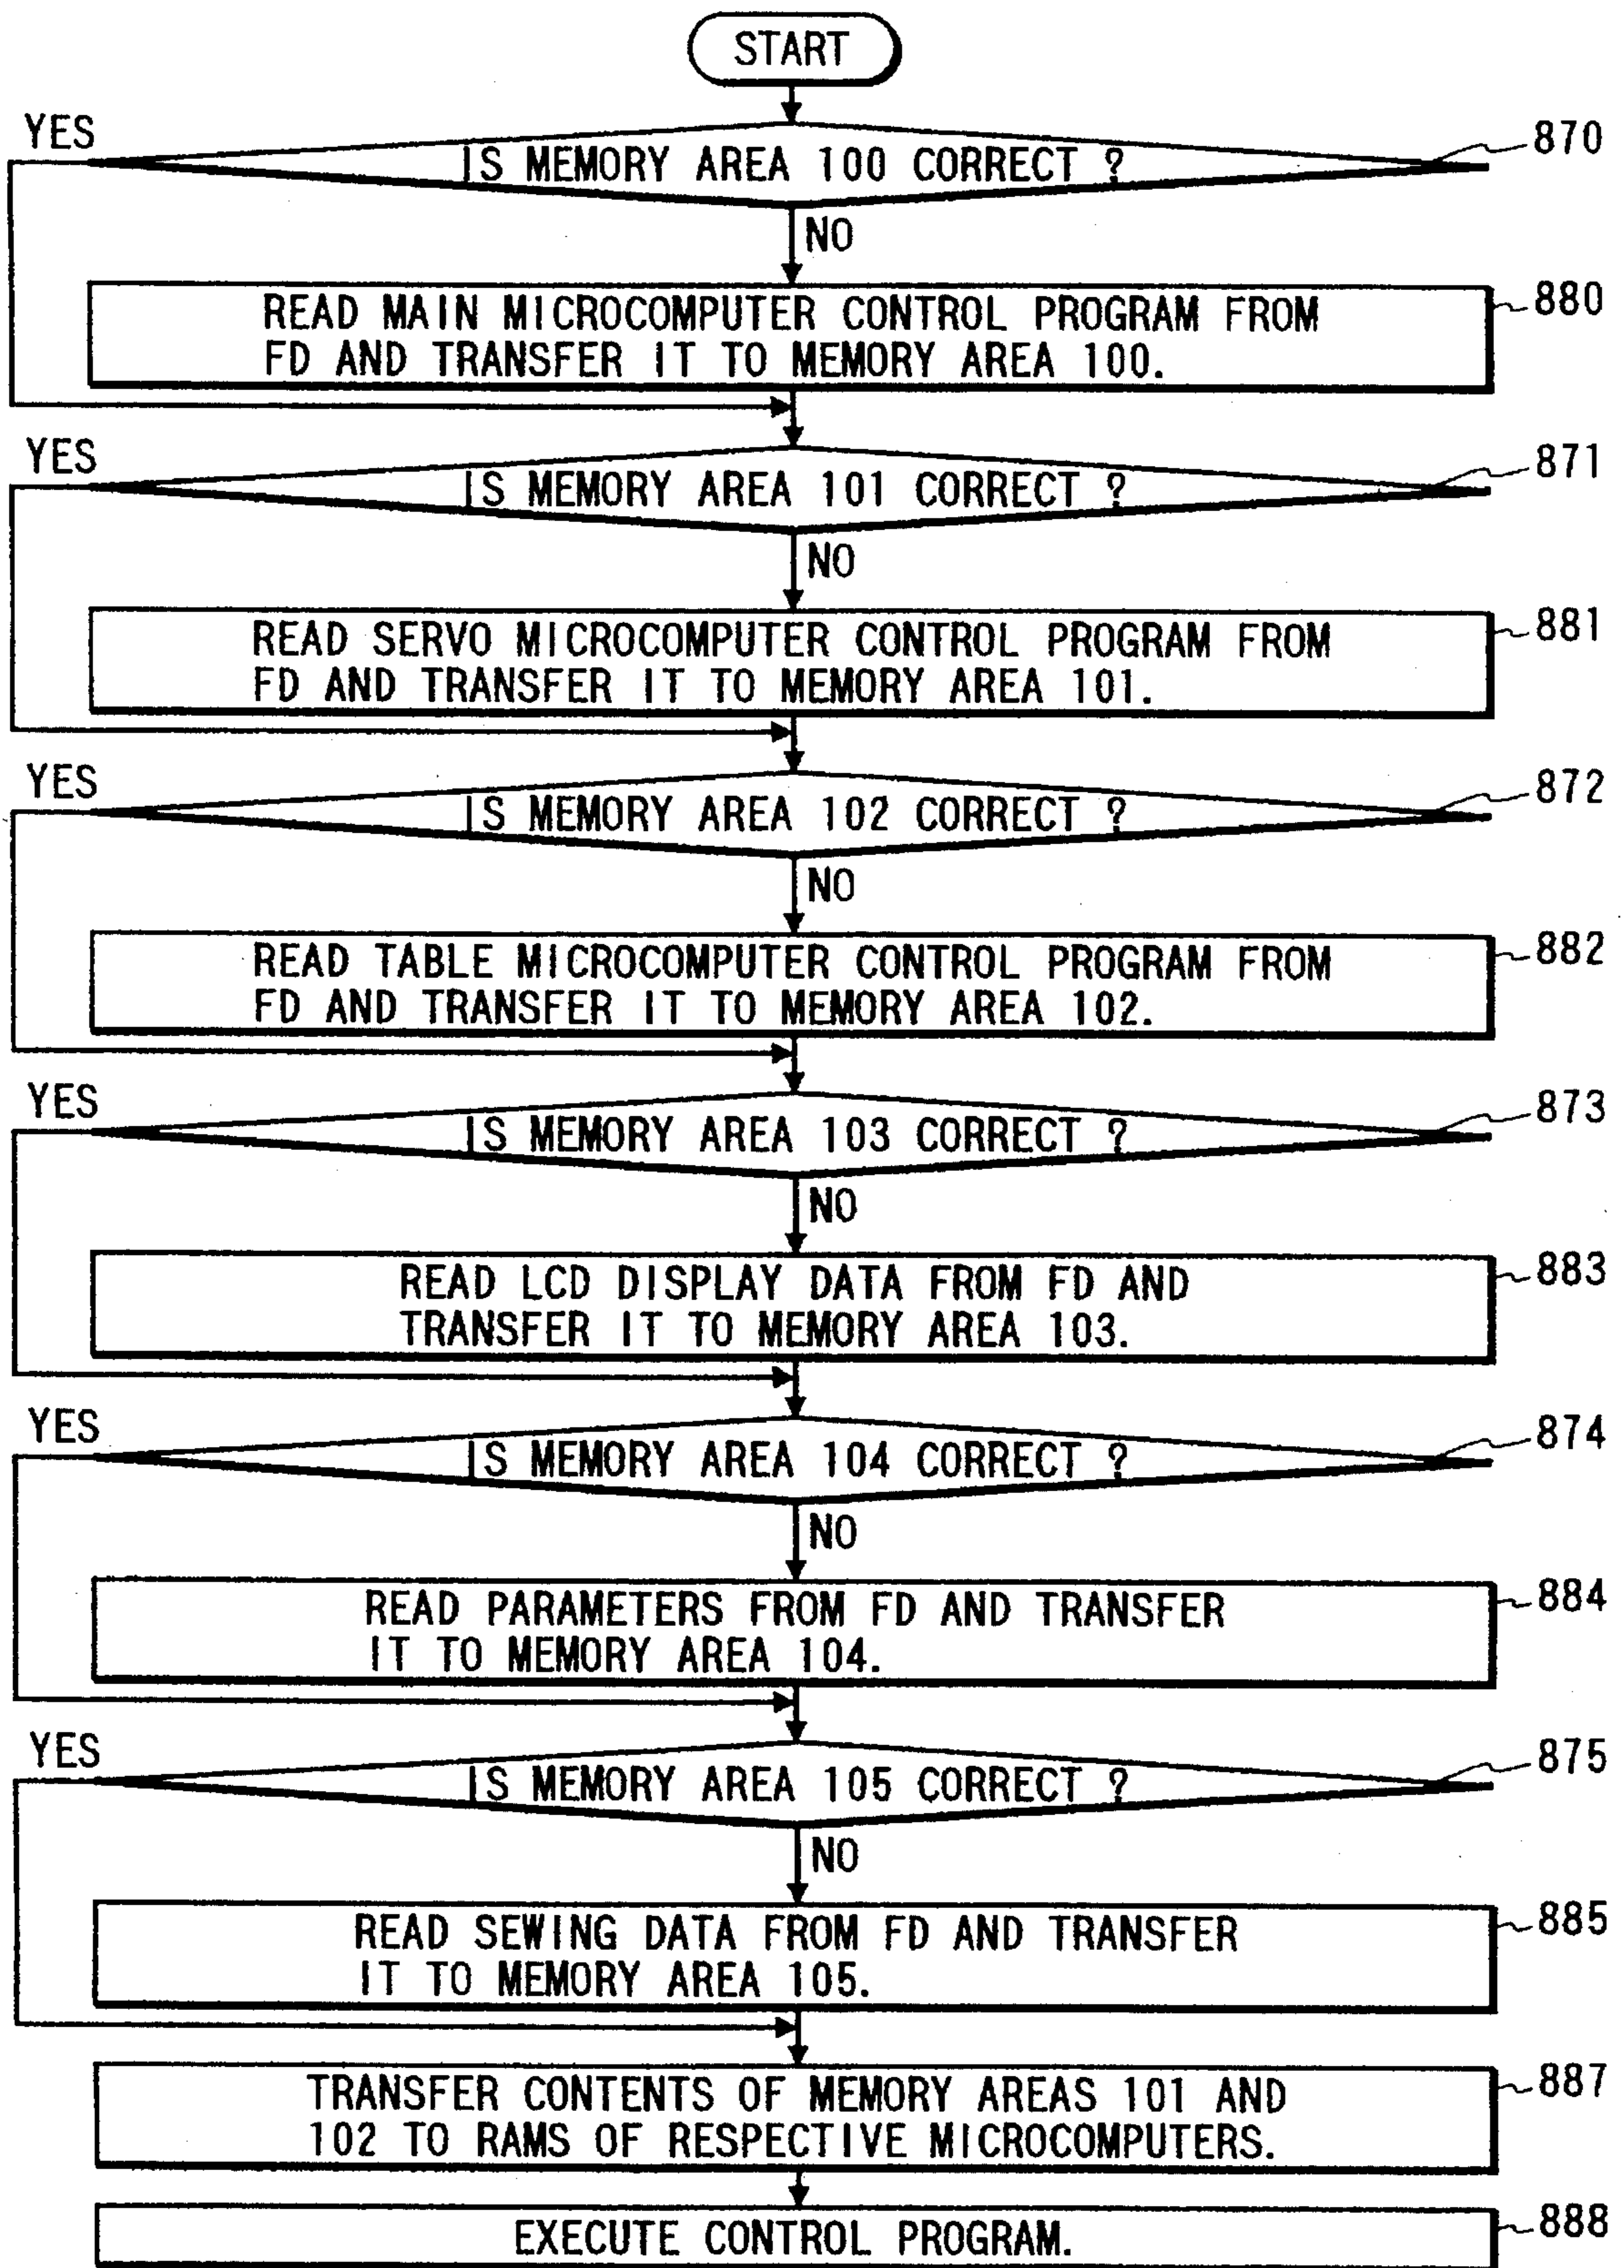 START
YES
IS MEMORY AREA 100 CORRECT ?
870
NO
READ MAIN MICROCOMPUTER CONTROL PROGRAM FROM
FD AND TRANSFER IT TO MEMORY AREA 100.
880
YES
IS MEMORY AREA 101 CORRECT ?
871
NO
READ SERVO MICROCOMPUTER CONTROL PROGRAM FROM
FD AND TRANSFER IT TO MEMORY AREA 101.
881
YES
IS MEMORY AREA 102 CORRECT ?
872
NO
READ TABLE MICROCOMPUTER CONTROL PROGRAM FROM
FD AND TRANSFER IT TO MEMORY AREA 102.
882
YES
IS MEMORY AREA 103 CORRECT ?
873
NO
READ LCD DISPLAY DATA FROM FD AND
TRANSFER IT TO MEMORY AREA 103.
883
YES
IS MEMORY AREA 104 CORRECT ?
874
NO
READ PARAMETERS FROM FD AND TRANSFER
IT TO MEMORY AREA 104.
884
YES
IS MEMORY AREA 105 CORRECT ?
875
NO
READ SEWING DATA FROM FD AND TRANSFER
IT TO MEMORY AREA 105.
885
TRANSFER CONTENTS OF MEMORY AREAS 101 AND
102 TO RAMS OF RESPECTIVE MICROCOMPUTERS.
887
EXECUTE CONTROL PROGRAM.
888